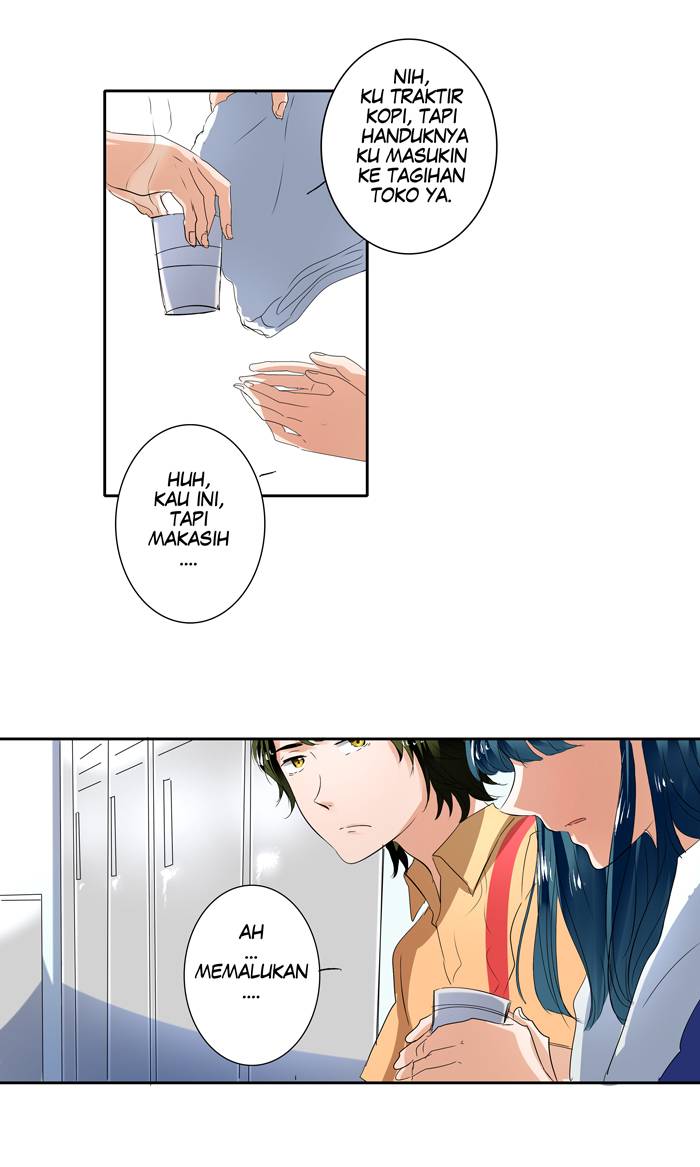 NIH,
KU TRAKTIR
KOPI, TAPI
HANDUKNYA
KU MASUKIN
KE TAGIHAN
TOKO YA.
HUH,
KAU INI,
TAPI
MAKASIH
....
AH
...
MEMALUKAN
....